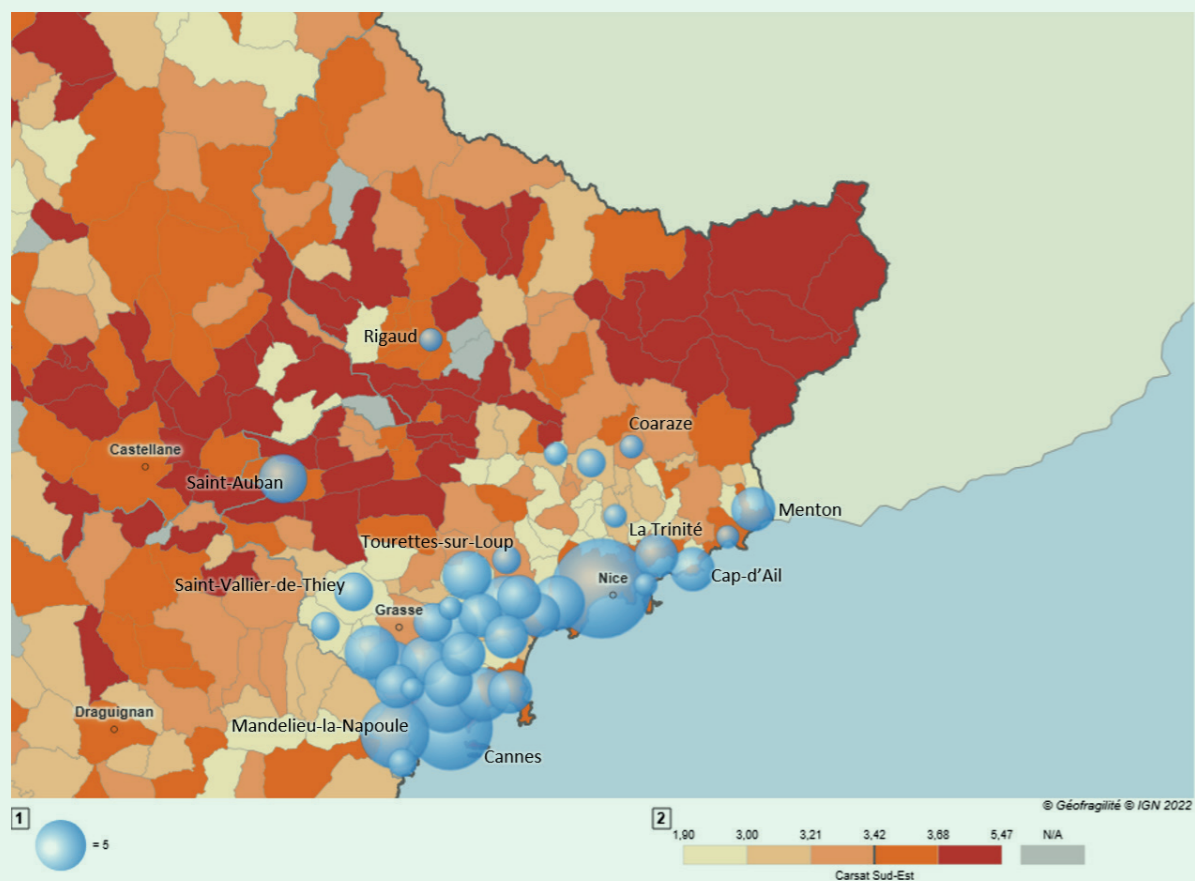 Rigaud
Coaraze
Castellane
Saint-Auban
Menton
La Trinité
Tourettes-sur-Loup
Cap-d’Ail
Nice
Saint-Vallier-de-Thiey
Grasse
Draguignan
Mandelieu-la-Napoule
Cannes
© Géofragilité © IGN 2022
1
= 5
2
1,90 3,00 3,21 3,42 3,68 5,47 N/A
Carsat Sud-Est